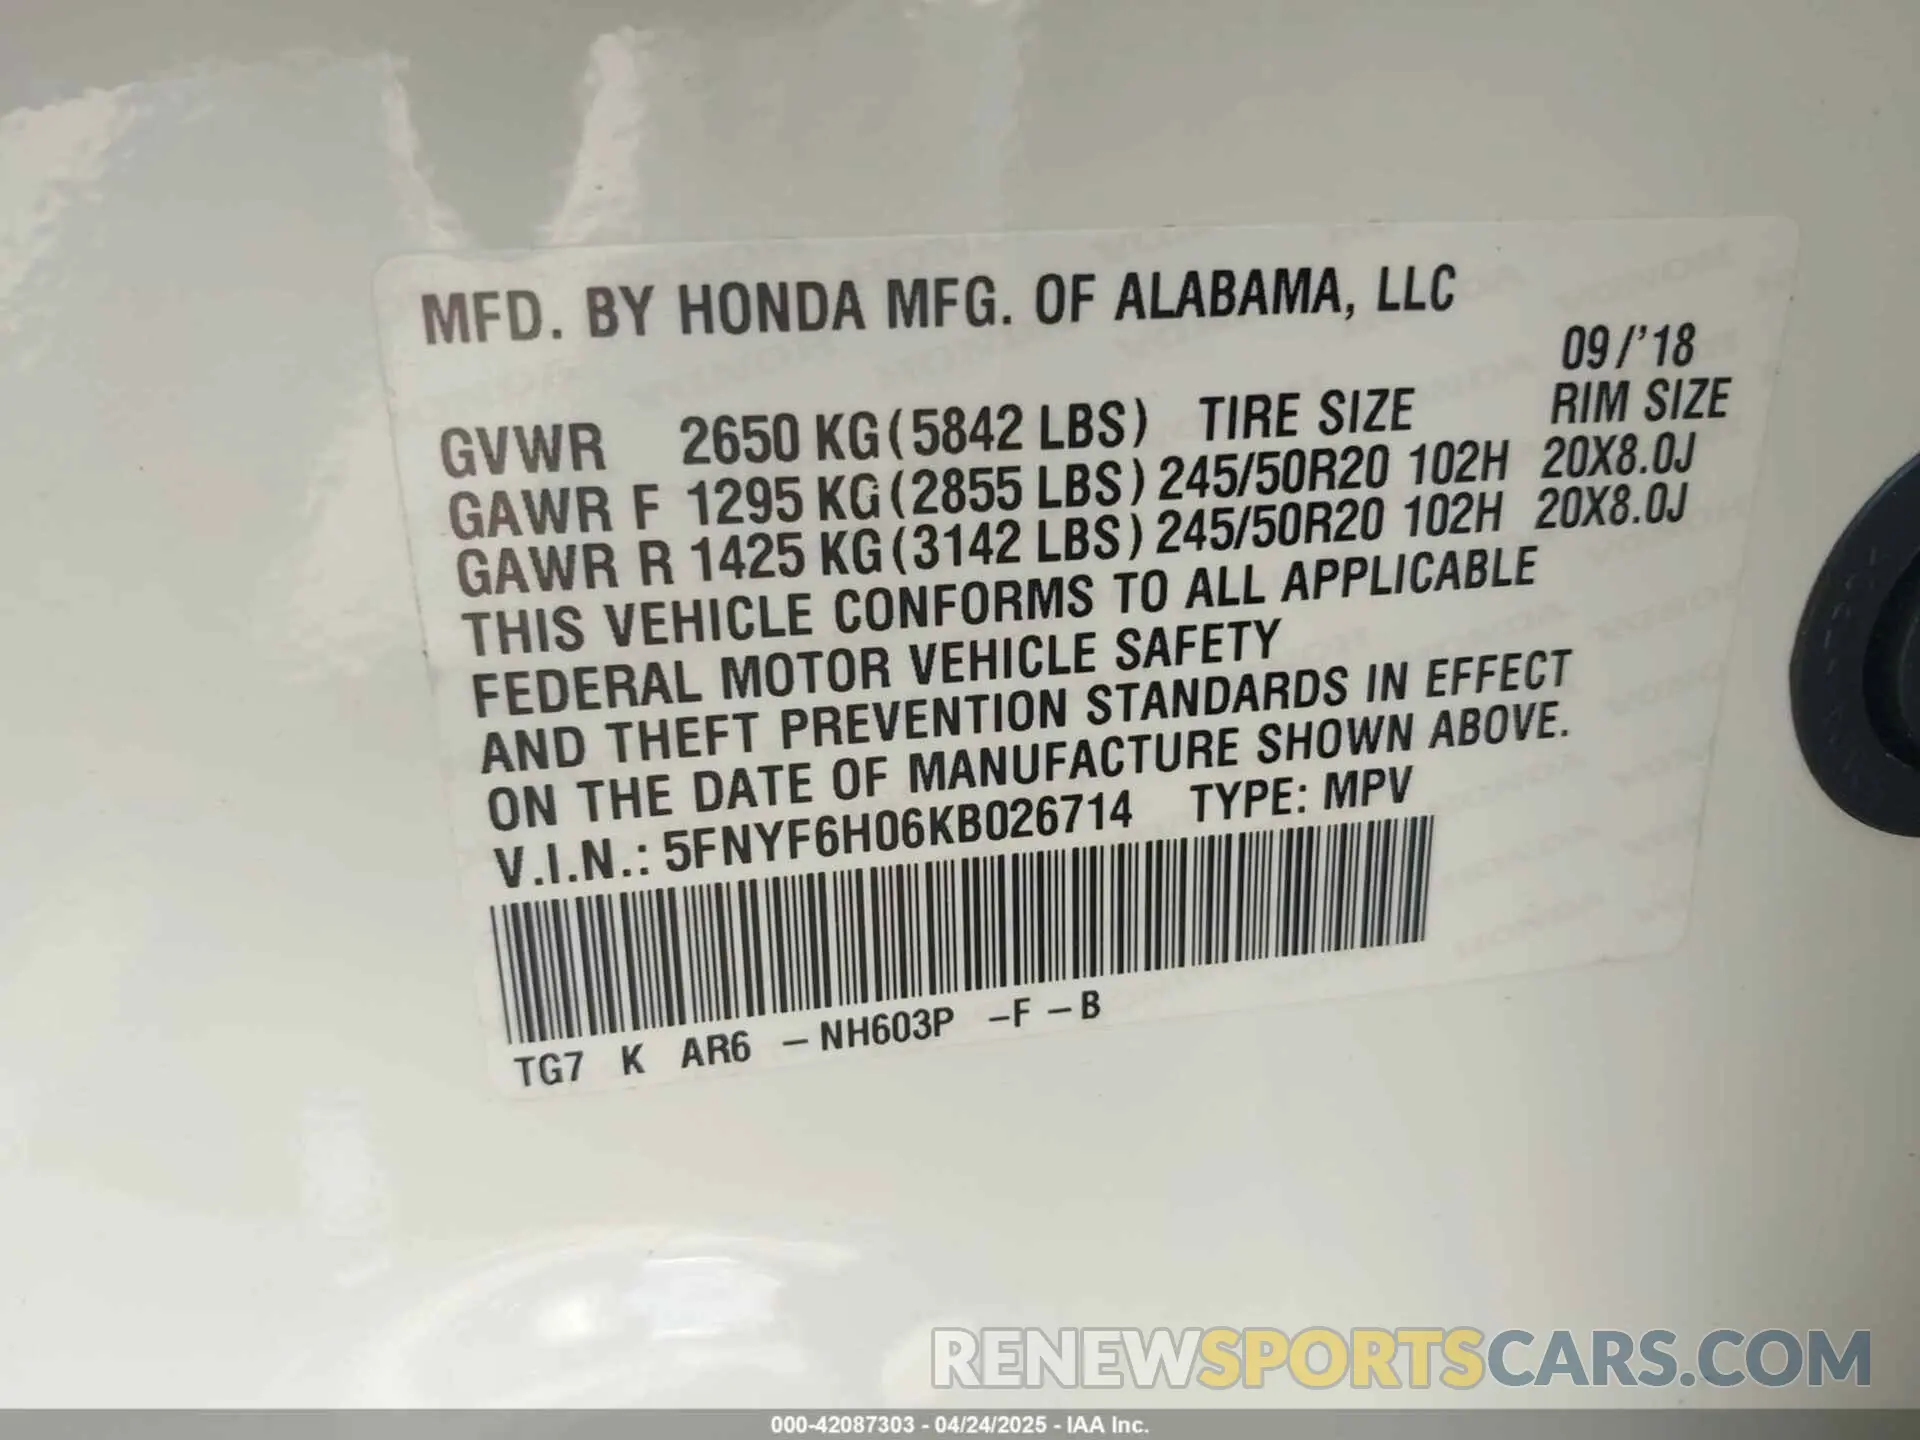 MFD. BY HONDA MFG. OF ALABAMA, LLC
09/'18
GVWR 2650 KG (5842 LBS) TIRE SIZE RIM SIZE
GAWR F 1295 KG (2855 LBS) 245/50R20 102H 20X8.0J
GAWR R 1425 KG (3142 LBS) 245/50R20 102H 20X8.0J
THIS VEHICLE CONFORMS TO ALL APPLICABLE
FEDERAL MOTOR VEHICLE SAFETY
AND THEFT PREVENTION STANDARDS IN EFFECT
ON THE DATE OF MANUFACTURE SHOWN ABOVE.
V.I.N.: 5FNYF6H06KB026714 TYPE: MPV
TG7 K AR6 – NH603P –F – B
RENEWSPORTSCARS.COM
000-42087303 - 04/24/2025 - IAA Inc.